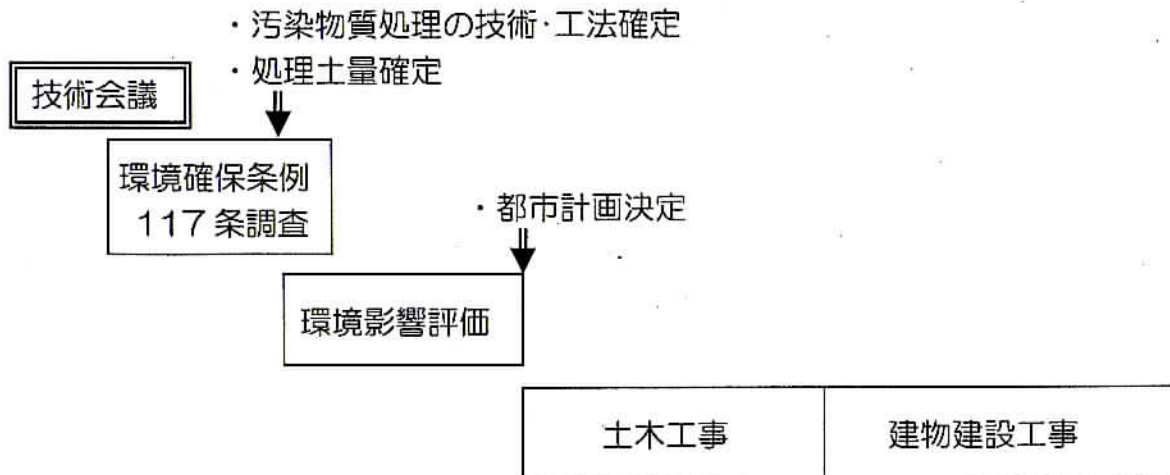 ・汚染物質処理の技術・工法確定
・処理土量確定
技術会議
環境確保条例
117条調査
・都市計画決定
環境影響評価
土木工事
建物建設工事